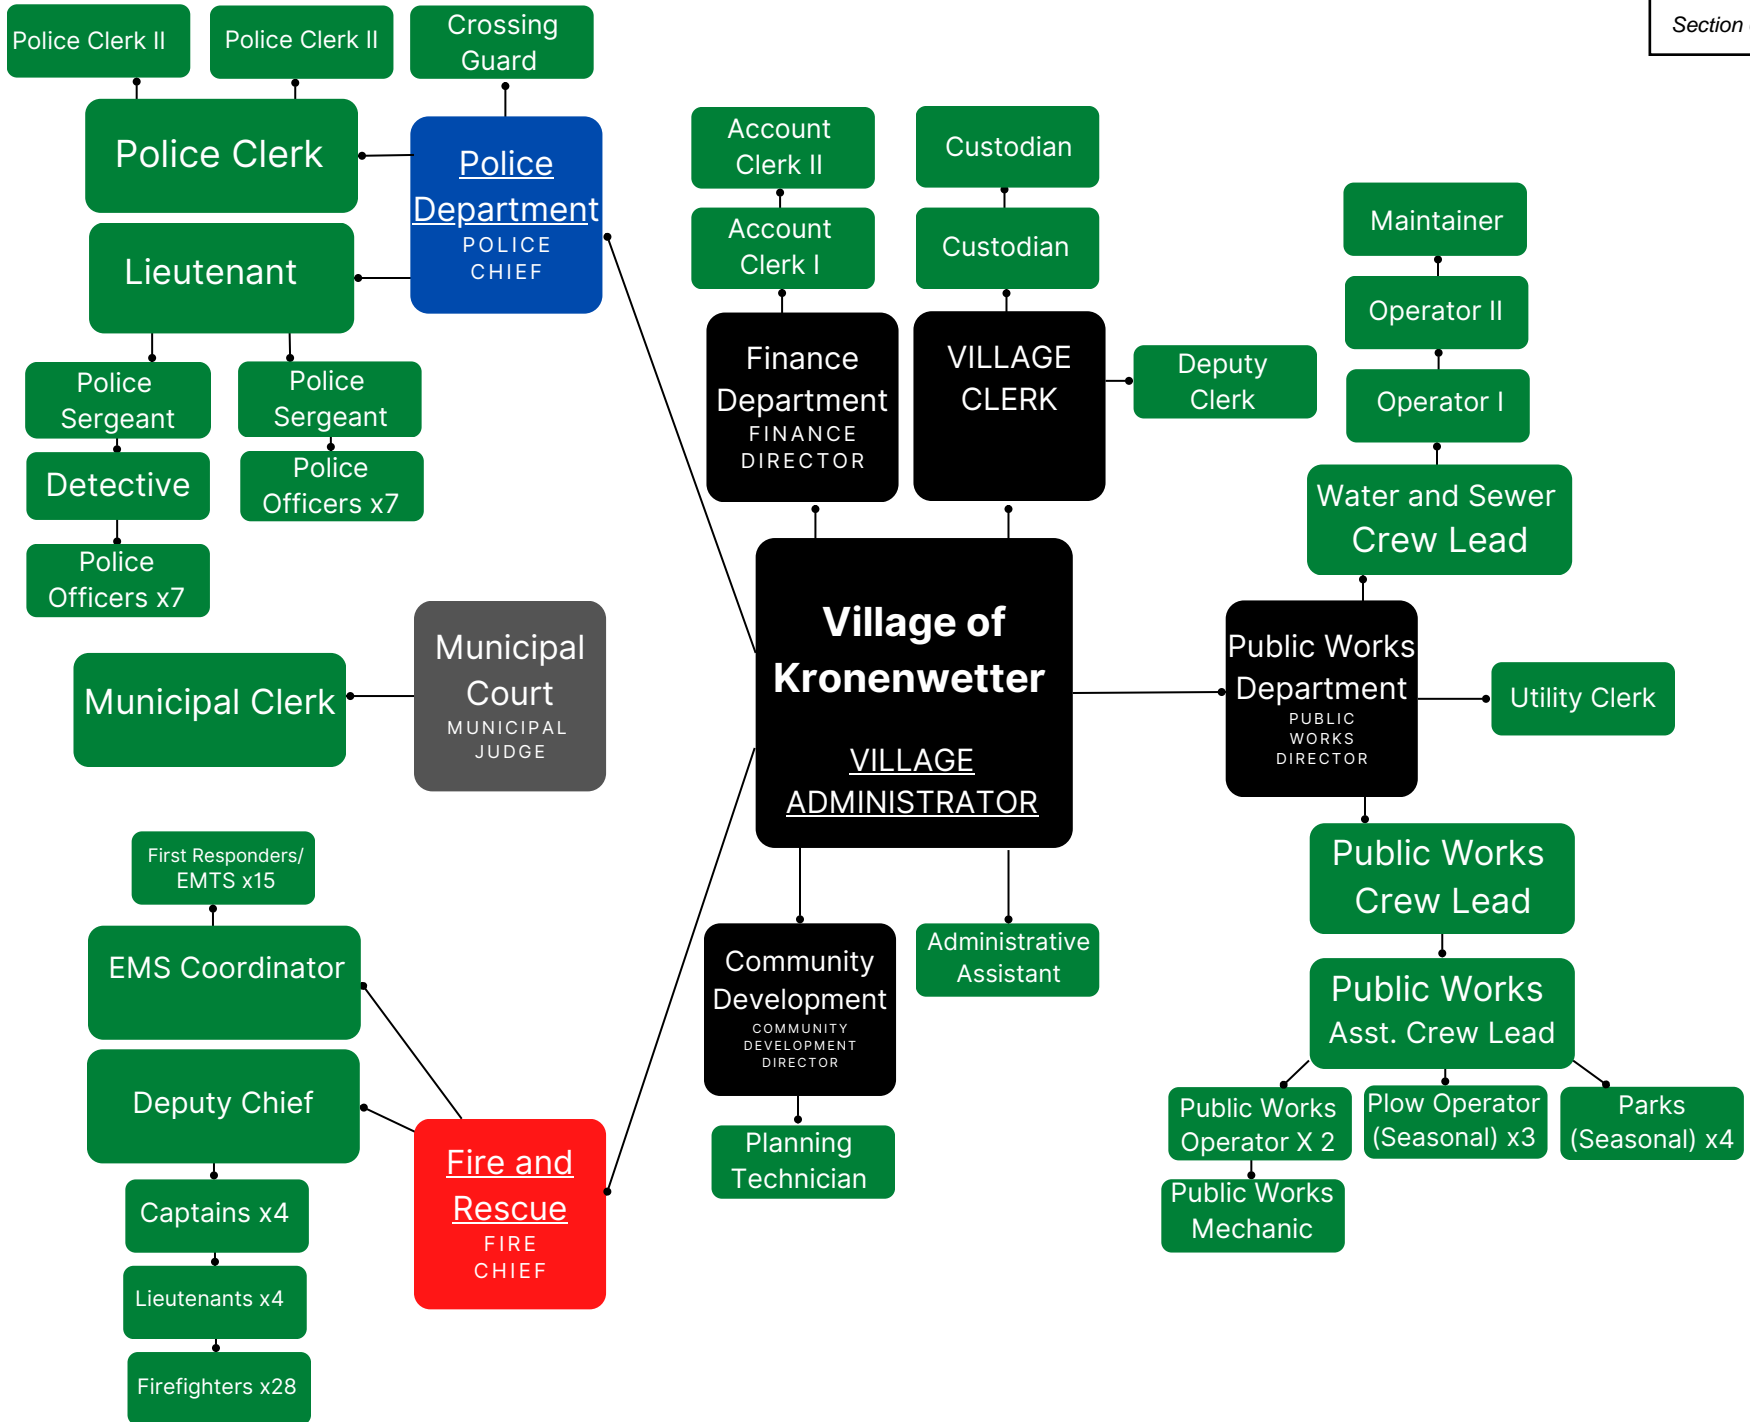 Section
Police Clerk II
Police Clerk II
Crossing
Guard
Police Clerk
Police
Department
POLICE
CHIEF
Lieutenant
Police
Sergeant
Police
Sergeant
Detective
Police
Officers x7
Police
Officers x7
Account
Clerk II
Account
Clerk I
Finance
Department
FINANCE
DIRECTOR
Custodian
Custodian
VILLAGE
CLERK
Deputy
Clerk
Maintainer
Operator II
Operator I
Water and Sewer
Crew Lead
Municipal Clerk
Municipal
Court
MUNICIPAL
JUDGE
Village of
Kronenwetter
VILLAGE
ADMINISTRATOR
Public Works
Department
PUBLIC
WORKS
DIRECTOR
Utility Clerk
Public Works
Crew Lead
Public Works
Asst. Crew Lead
Public Works
Operator X 2
Plow Operator
(Seasonal) x3
Parks
(Seasonal) x4
Public Works
Mechanic
First Responders/
EMTS x15
EMS Coordinator
Deputy Chief
Captains x4
Lieutenants x4
Firefighters x28
Fire and
Rescue
FIRE
CHIEF
Community
Development
COMMUNITY
DEVELOPMENT
DIRECTOR
Planning
Technician
Administrative
Assistant